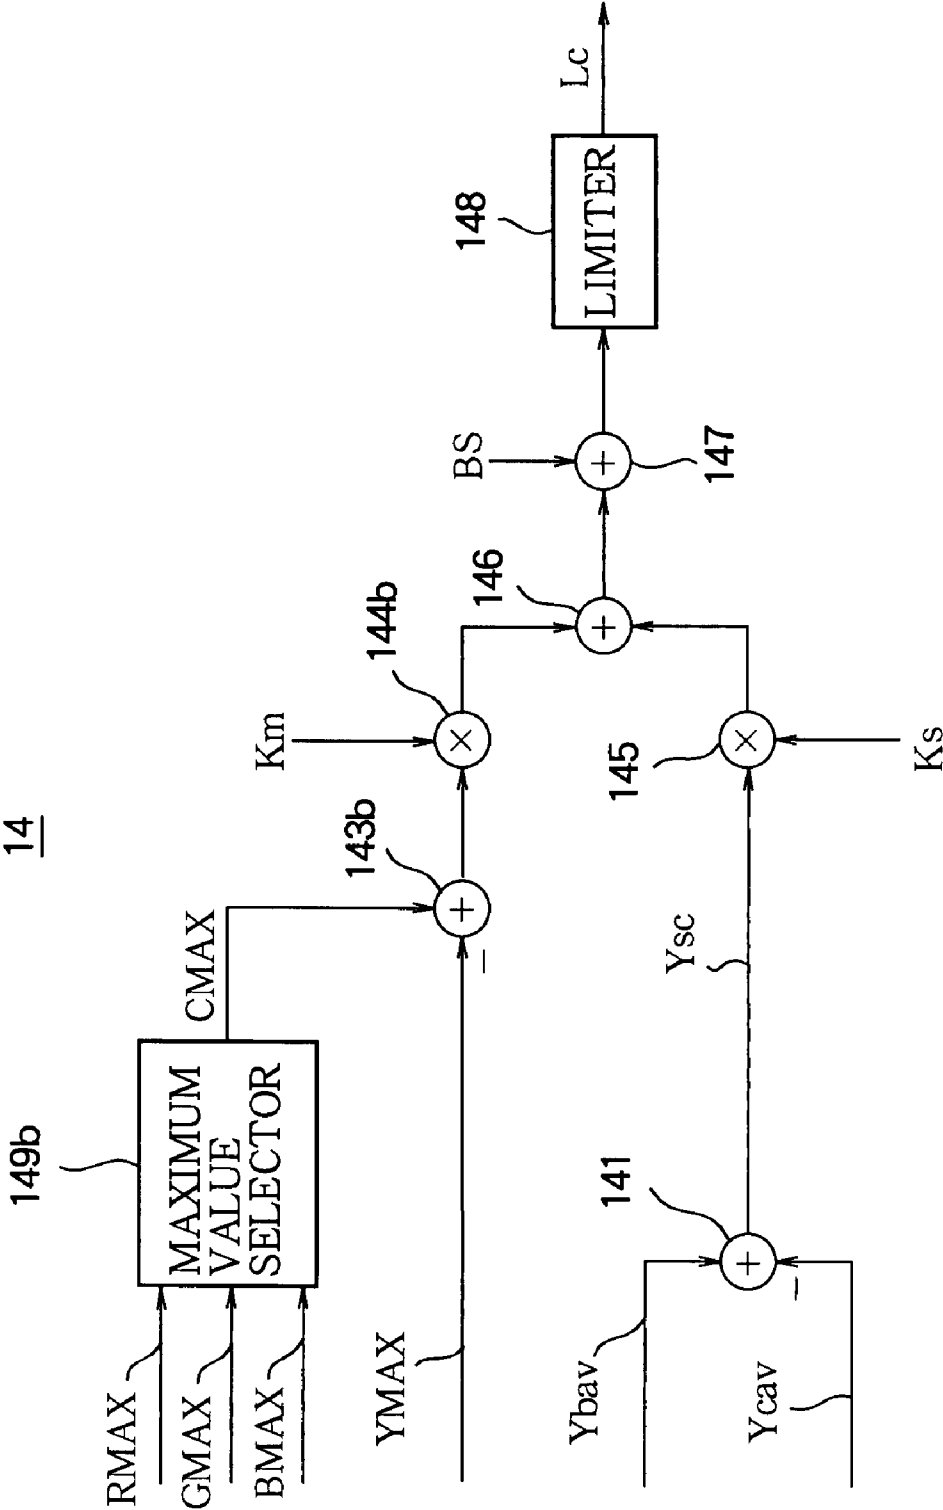 14
149b
RMAX
GMAX
BMAX
MAXIMUM
VALUE
SELECTOR
CMAX
YMAX
−
143b
+
Km
144b
×
146
+
BS
+
147
148
LIMITER
Lc
Ybav
Ycav
141
+
−
Ysc
145
×
Ks